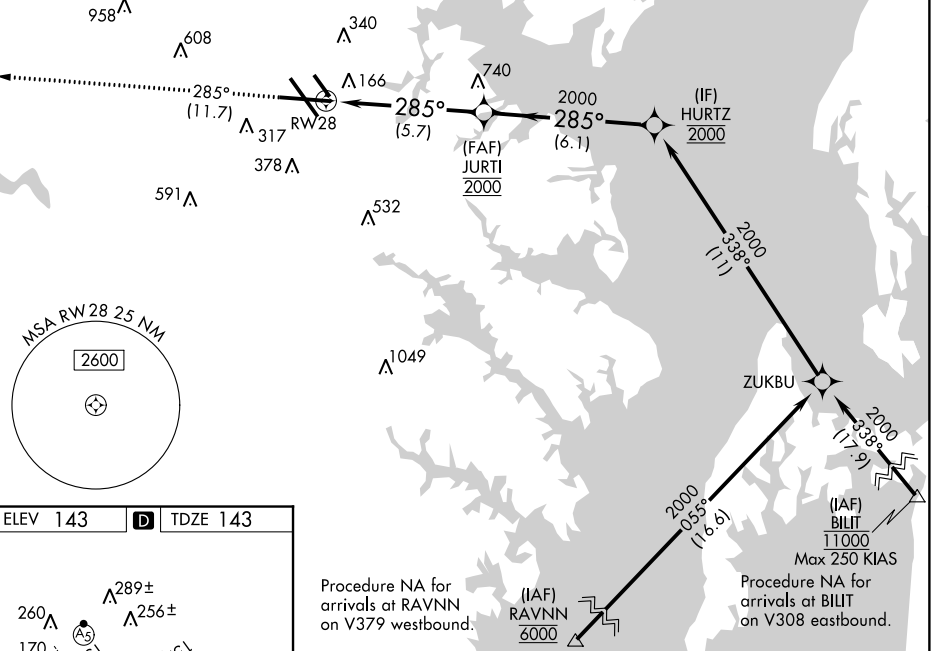 958
608
340
166
740
285°
(11.7)
RW28
317
378
591
532
285°
(5.7)
(FAF)
JURTI
2000
2000
285°
(6.1)
(IF)
HURTZ
2000
2000
338°
(11)
MSA RW 28 25 NM
2600
1049
ZUKBU
2000
338°
(17.9)
2000
055°
(16.6)
(IAF)
BILIT
11000
Max 250 KIAS
Procedure NA for
arrivals at BILIT
on V308 eastbound.
(IAF)
RAVNN
6000
Procedure NA for
arrivals at RAVNN
on V379 westbound.
ELEV 143 D TDZE 143
289±
260
256±
A5
170